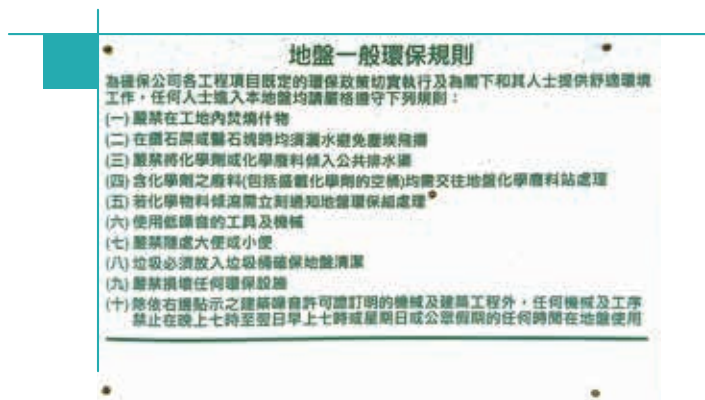 地盤一般環保規則
為確保公司各工程項目既定的環保政策切實執行及為閣下和其人士提供舒適環境
工作，任何人士進入本地盤均請嚴格遵守下列規則：
(一) 嚴禁在工地內焚燒什物
(二) 在鑽石屎或鑿石塊時均須灑水避免塵埃飛揚
(三) 嚴禁將化學劑或化學廢料傾入公共排水道
(四) 含化學劑之廢料(包括盛載化學劑的空桶)均需交往地盤化學廢料站處理
(五) 若化學物料傾瀉需立刻通知地盤環保組處理
(六) 使用低噪音的工具及機械
(七) 嚴禁隨處大便或小便
(八) 垃圾必須放入垃圾桶確保地盤清潔
(九) 嚴禁損壞任何環保設施
(十) 除依右邊貼示之建築噪音許可證訂明的機械及建築工程外，任何機械及工序
禁止在晚上七時至翌日早上七時或星期日或公眾假期的任何時間在地盤使用